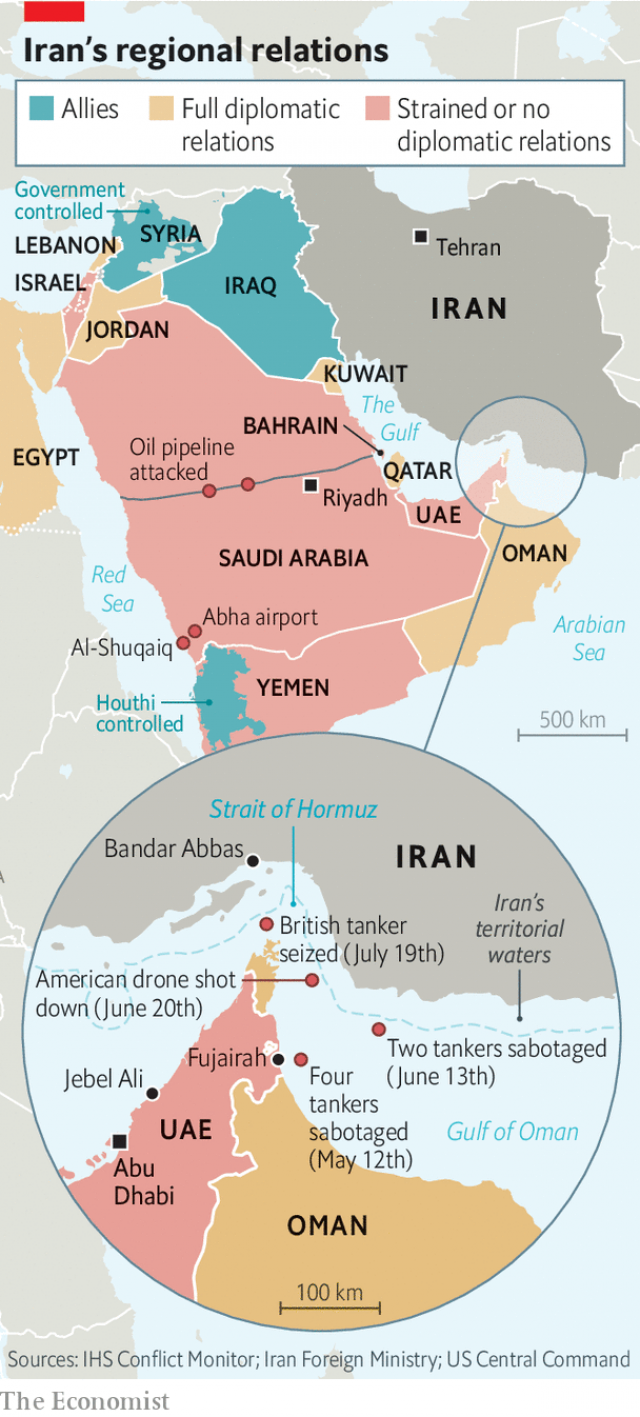 Iran’s regional relations
Allies
Full diplomatic
relations
Strained or no
diplomatic relations
Government
controlled
SYRIA
LEBANON
ISRAEL
IRAQ
Tehran
IRAN
JORDAN
KUWAIT
The
Gulf
BAHRAIN
Oil pipeline
attacked
EGYPT
QATAR
Riyadh
UAE
SAUDI ARABIA
OMAN
Red
Sea
Abha airport
Al-Shuqaiq
Arabian
Sea
YEMEN
Houthi
controlled
500 km
Strait of Hormuz
Bandar Abbas
IRAN
Iran’s
territorial
waters
British tanker
seized (July 19th)
American drone shot
down (June 20th)
Two tankers sabotaged
(June 13th)
Fujairah
Four
tankers
sabotaged
(May 12th)
Jebel Ali
UAE
Gulf of Oman
Abu
Dhabi
OMAN
100 km
Sources: IHS Conflict Monitor; Iran Foreign Ministry; US Central Command
The Economist